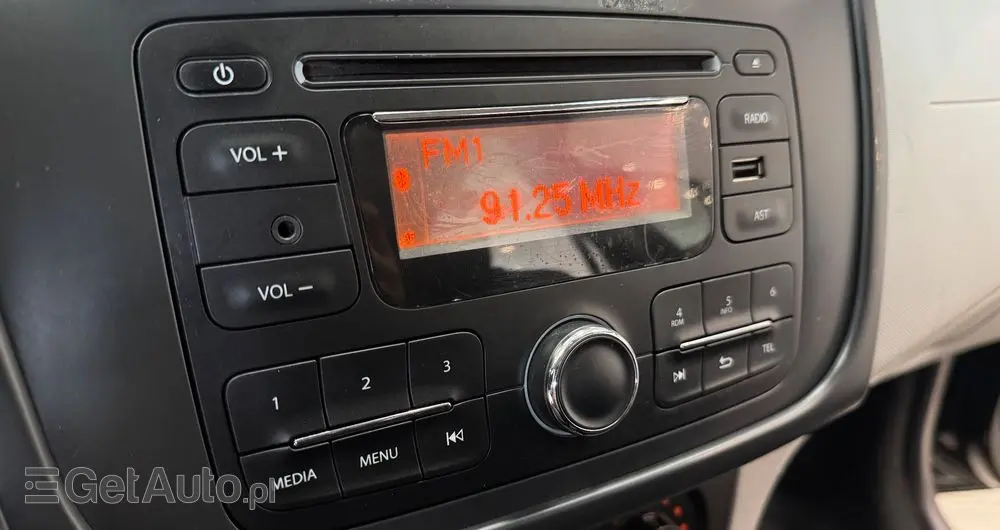 VOL +
RADIO
FM1
91.25 MHz
AST
VOL −
1
2
3
4
RDM
5
INFO
6
MEDIA
MENU
TEL
GetAuto.pl